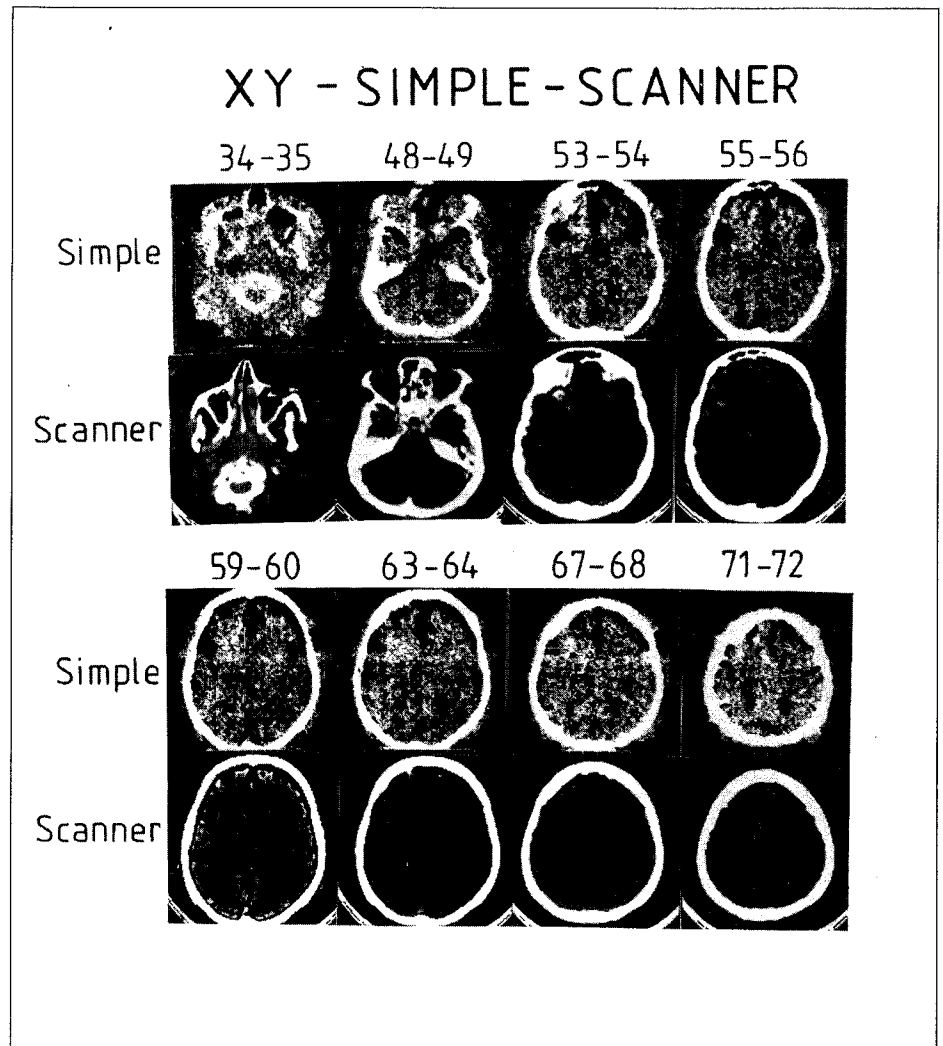 XY - SIMPLE - SCANNER
34-35 48-49 53-54 55-56
Simple
Scanner
59-60 63-64 67-68 71-72
Simple
Scanner